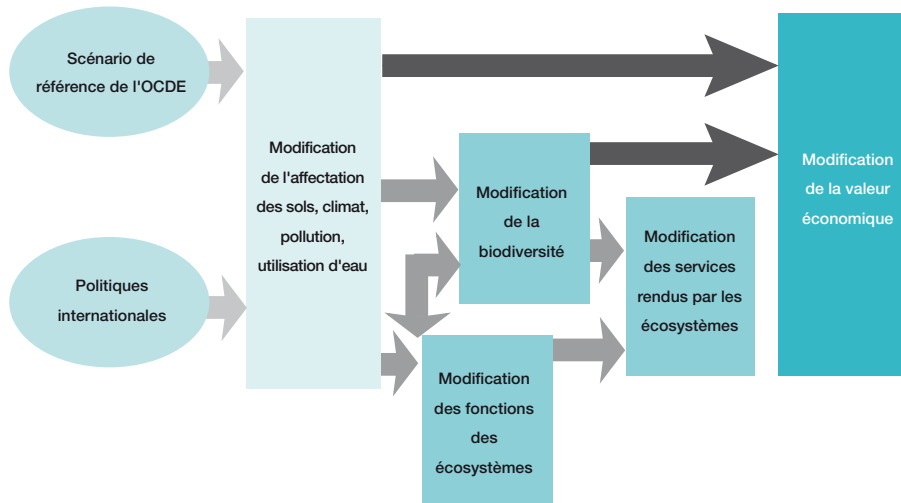 Scénario de
référence de l'OCDE
Politiques
internationales
Modification
de l'affectation
des sols, climat,
pollution,
utilisation d'eau
Modification
de la
biodiversité
Modification
des fonctions
des
écosystèmes
Modification
des services
rendus par les
écosystèmes
Modification
de la valeur
économique